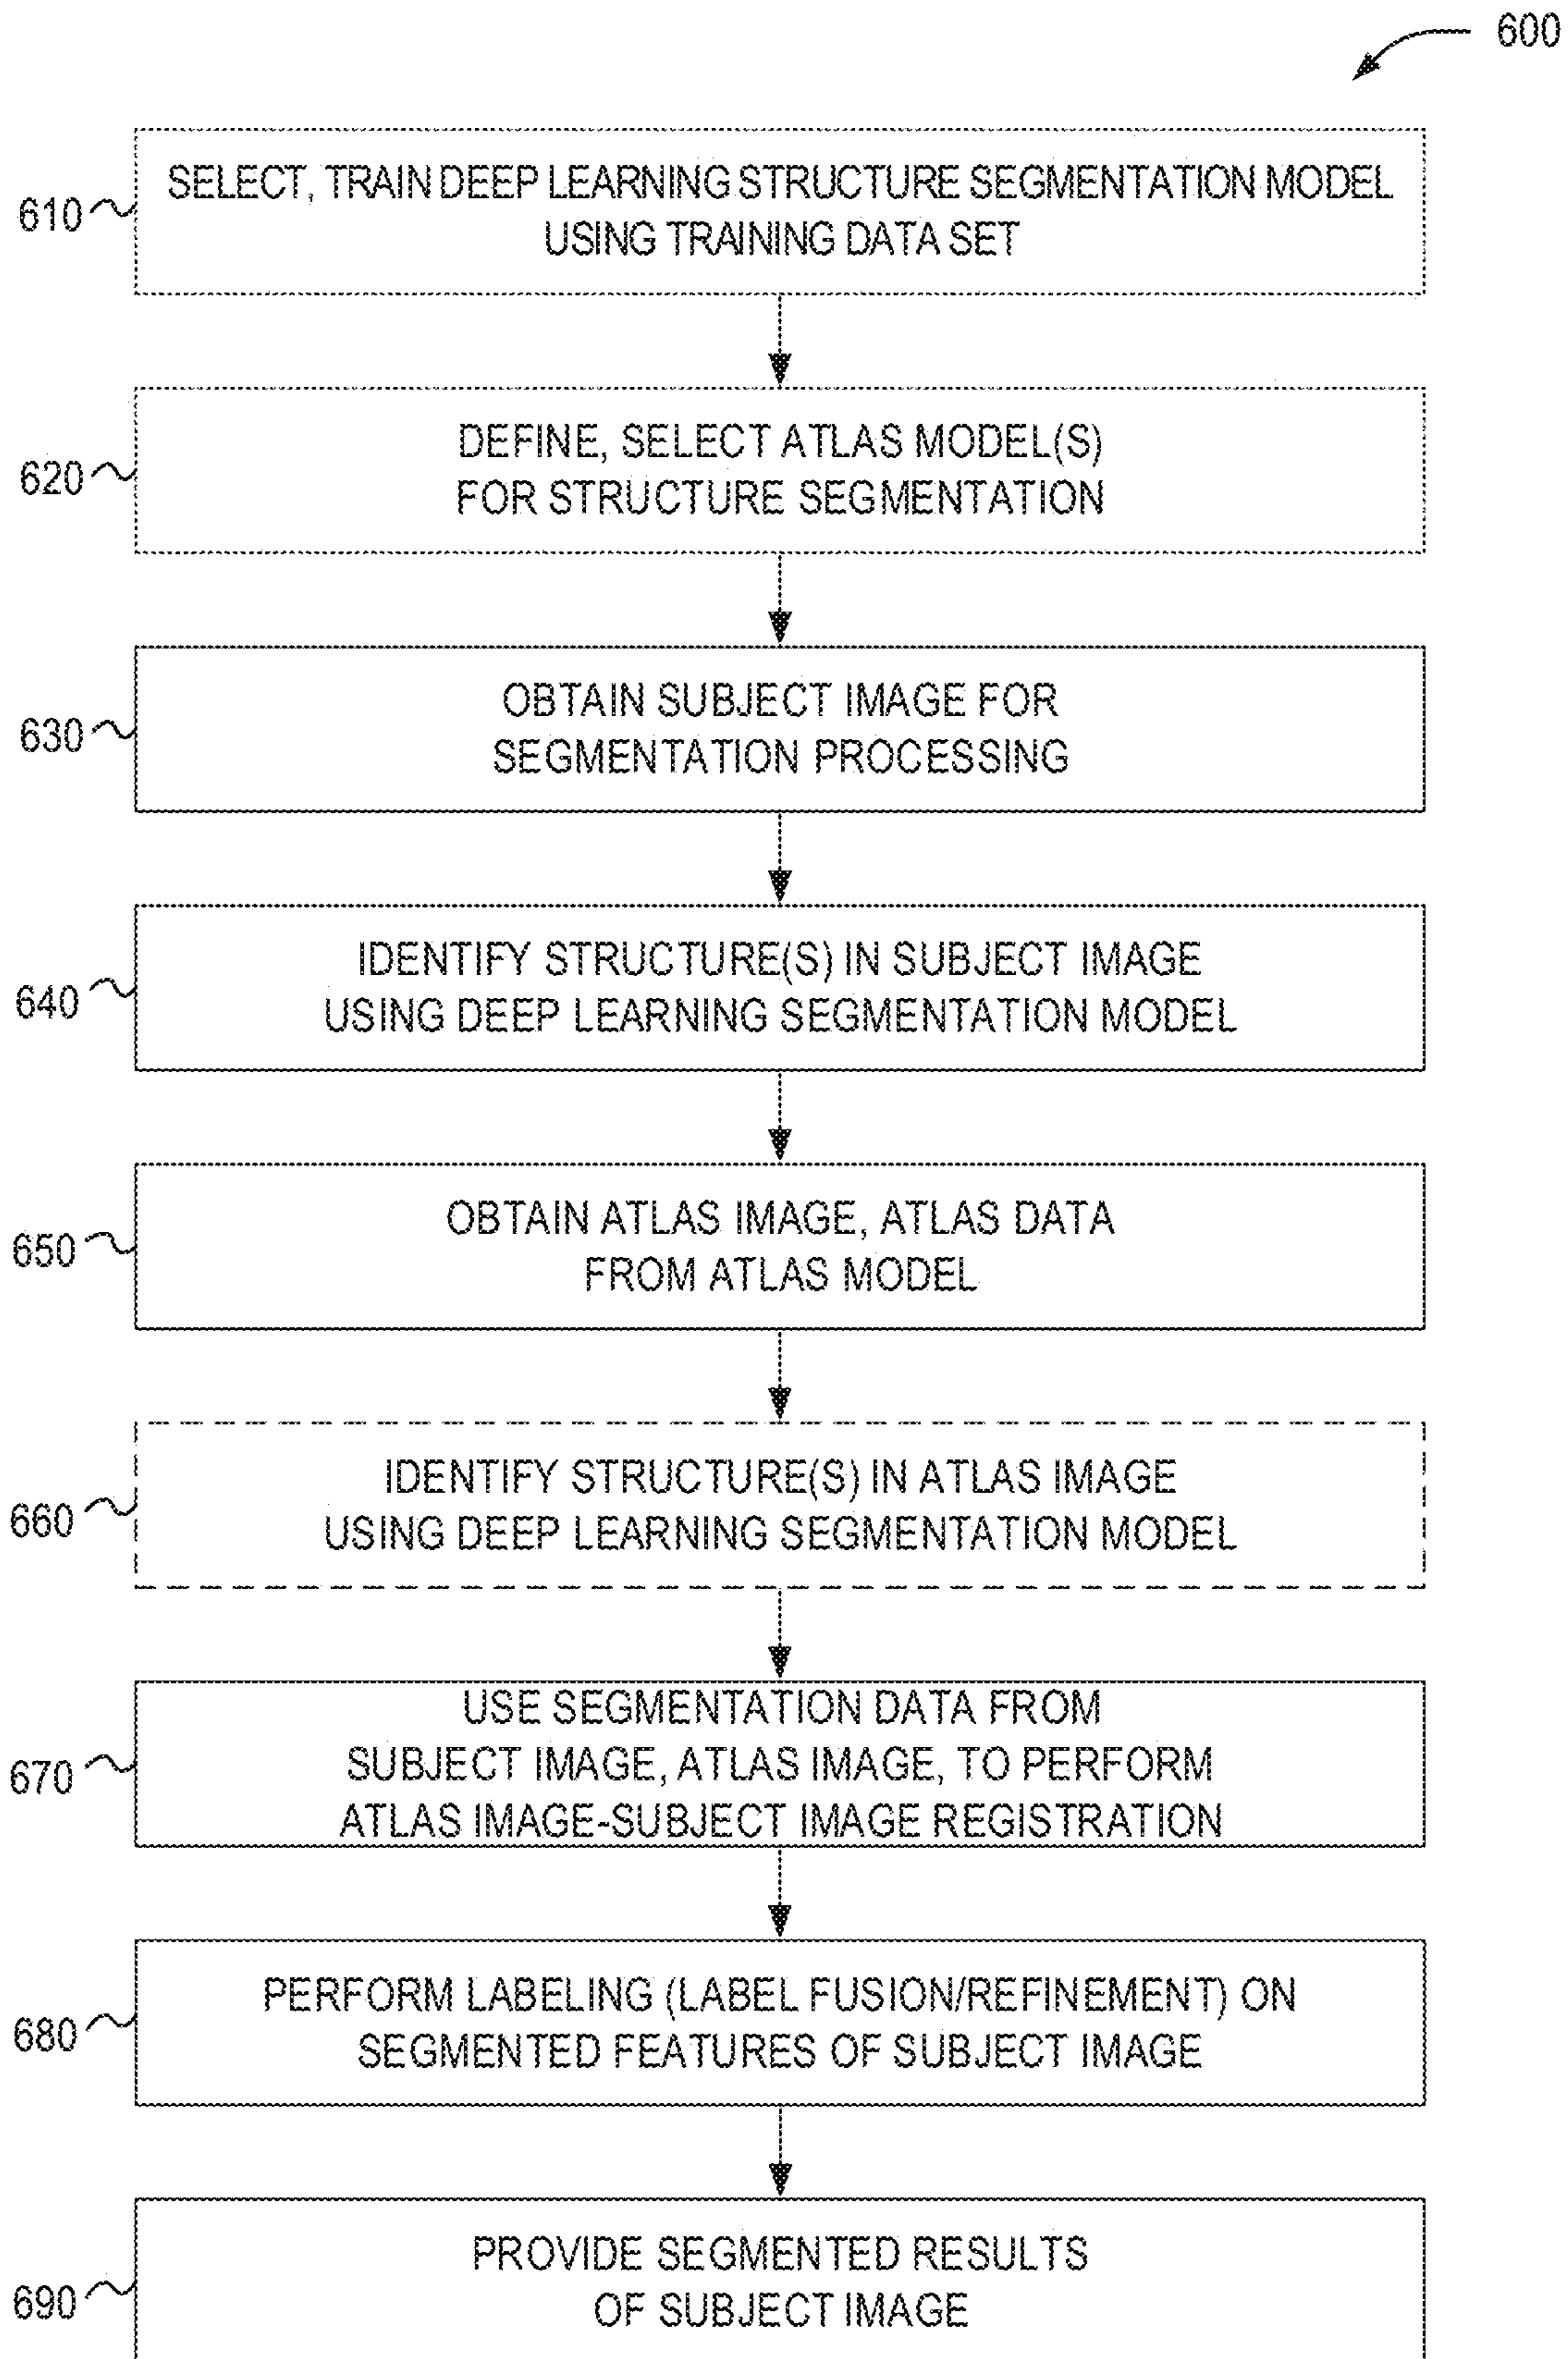 600
610
SELECT, TRAIN DEEP LEARNING STRUCTURE SEGMENTATION MODEL
USING TRAINING DATA SET
620
DEFINE, SELECT ATLAS MODEL(S)
FOR STRUCTURE SEGMENTATION
630
OBTAIN SUBJECT IMAGE FOR
SEGMENTATION PROCESSING
640
IDENTIFY STRUCTURE(S) IN SUBJECT IMAGE
USING DEEP LEARNING SEGMENTATION MODEL
650
OBTAIN ATLAS IMAGE, ATLAS DATA
FROM ATLAS MODEL
660
IDENTIFY STRUCTURE(S) IN ATLAS IMAGE
USING DEEP LEARNING SEGMENTATION MODEL
670
USE SEGMENTATION DATA FROM
SUBJECT IMAGE, ATLAS IMAGE, TO PERFORM
ATLAS IMAGE-SUBJECT IMAGE REGISTRATION
680
PERFORM LABELING (LABEL FUSION/REFINEMENT) ON
SEGMENTED FEATURES OF SUBJECT IMAGE
690
PROVIDE SEGMENTED RESULTS
OF SUBJECT IMAGE